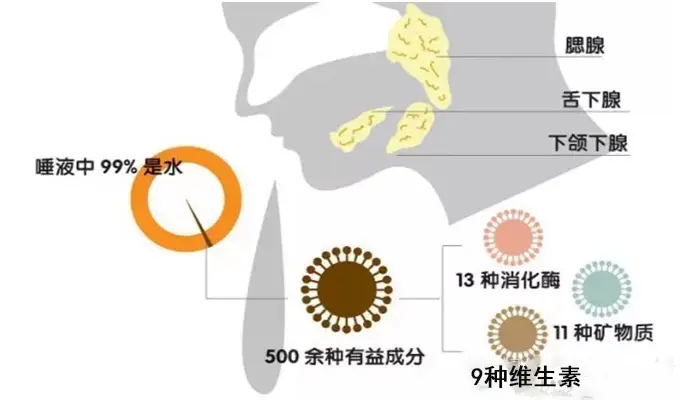 腮腺
舌下腺
下颌下腺
唾液中 99% 是水
13 种消化酶
11 种矿物质
500 余种有益成分
9种维生素